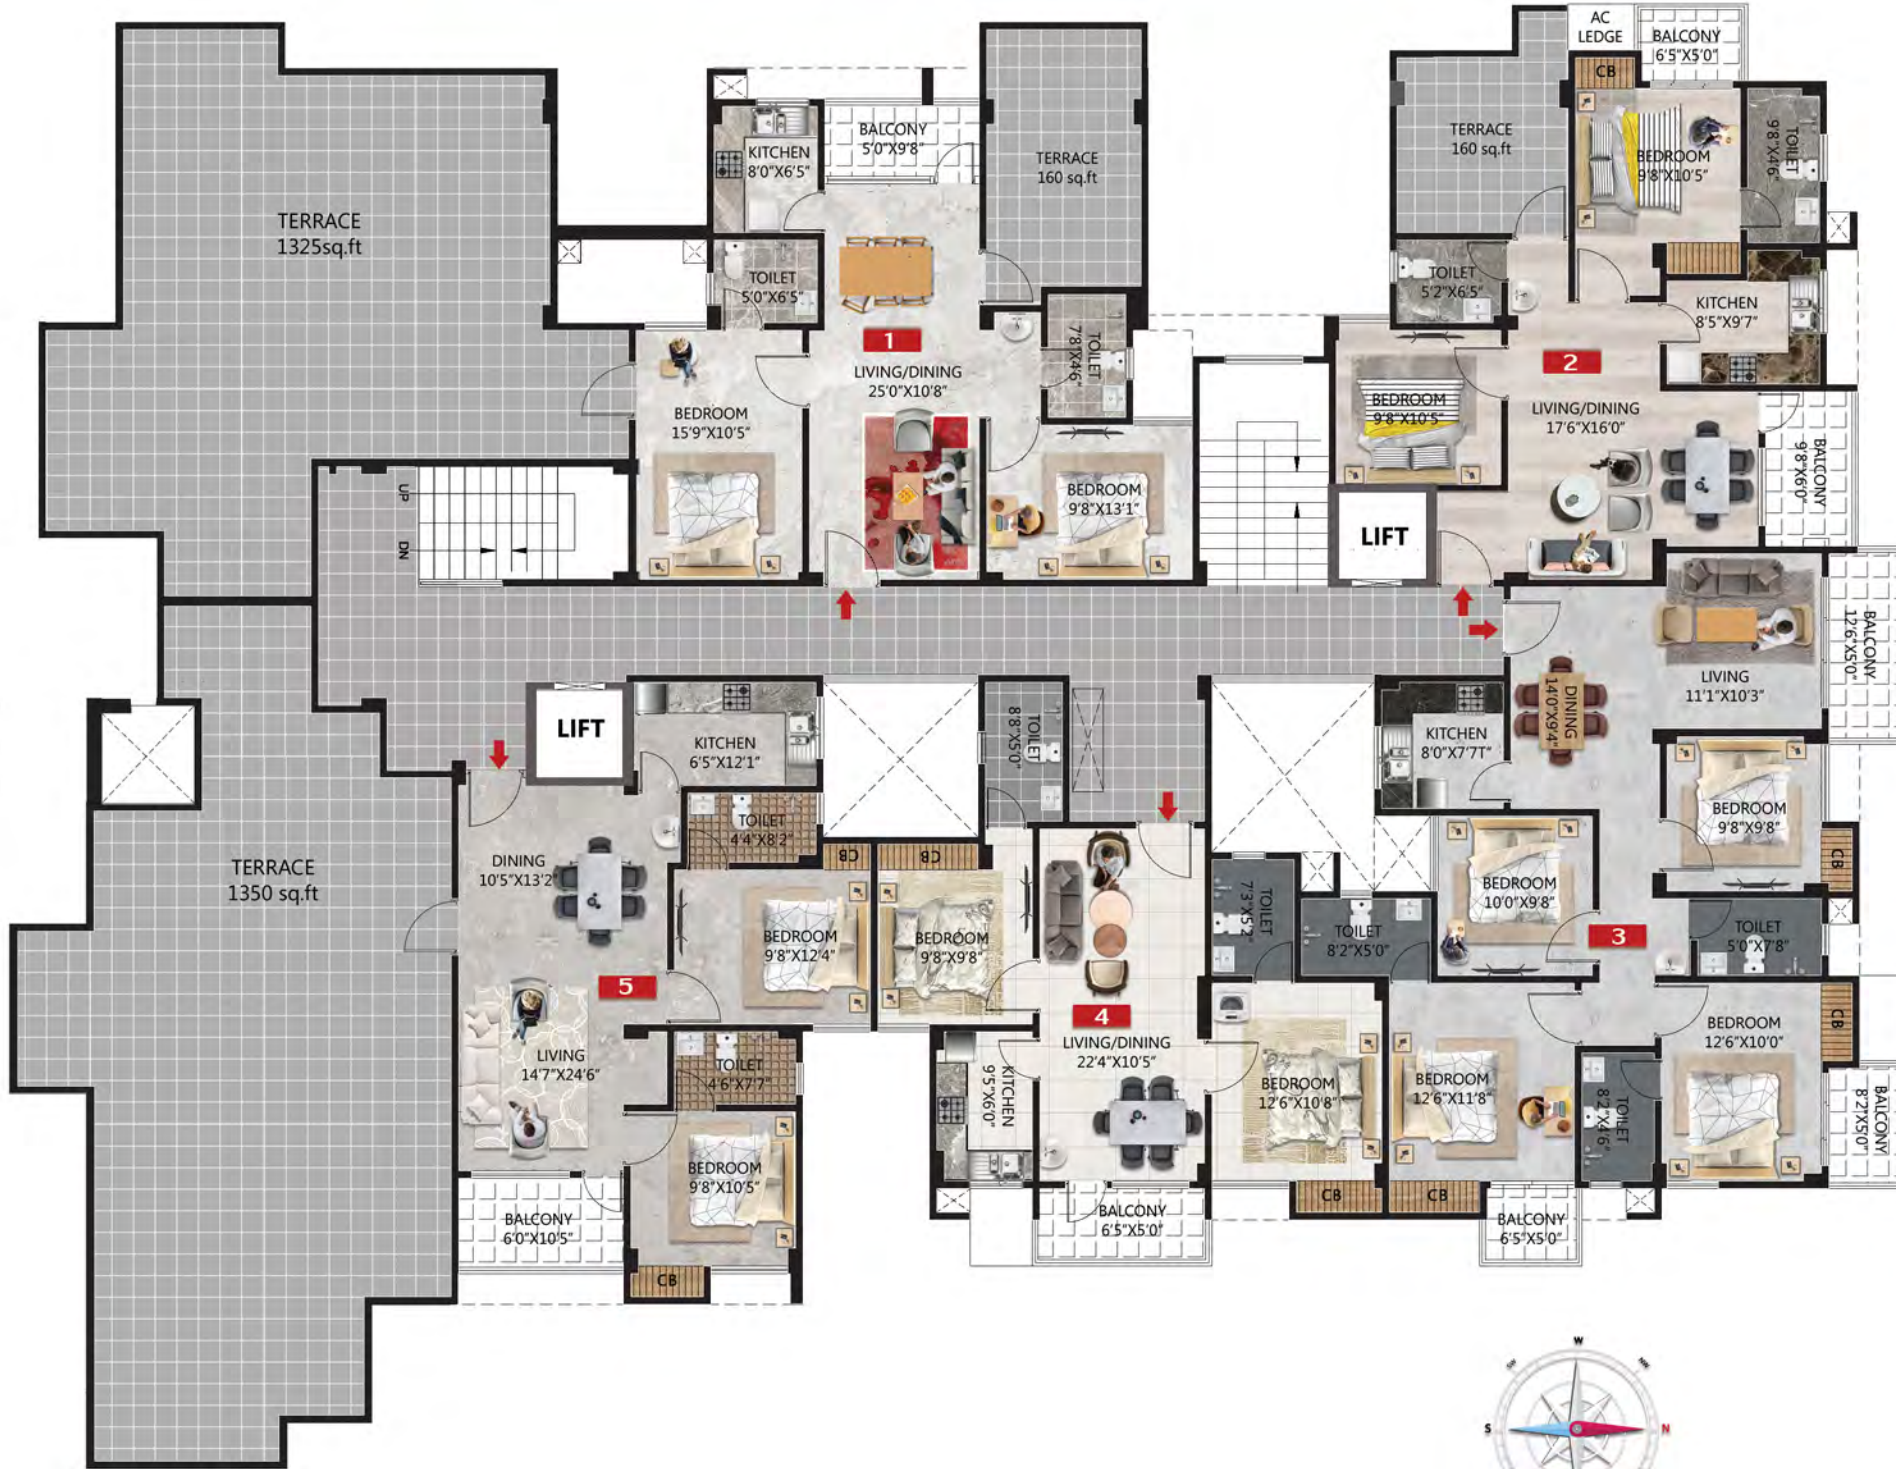 AC
LEDGE
BALCONY
6'5"X5'0"
CB
BEDROOM
9'8"X10'5"
TOILET
9'8"X4'6"
TERRACE
160 sq.ft
TOILET
5'2"X6'5"
KITCHEN
8'5"X9'7"
2
BEDROOM
9'8"X10'5"
LIVING/DINING
17'6"X16'0"
BALCONY
9'8"X6'0"
LIFT
TERRACE
1325sq.ft
KITCHEN
8'0"X6'5"
BALCONY
5'0"X9'8"
TERRACE
160 sq.ft
TOILET
5'0"X6'5"
1
TOILET
7'8"X4'6"
LIVING/DINING
25'0"X10'8"
BEDROOM
15'9"X10'5"
BEDROOM
9'8"X13'1"
UP
DN
LIVING
11'1"X10'3"
BALCONY
12'6"X5'0"
DINING
14'0"X9'4"
KITCHEN
8'0"X7'7T"
BEDROOM
9'8"X9'8"
CB
BEDROOM
10'0"X9'8"
3
TOILET
5'0"X7'8"
BEDROOM
12'6"X10'0"
CB
BALCONY
8'2"X5'0"
TOILET
8'2"X4'6"
BEDROOM
12'6"X11'8"
CB
BALCONY
6'5"X5'0"
TOILET
8'2"X5'0"
TOILET
8'8"X5'0"
TOILET
7'3"X5'2"
CB
BEDROOM
9'8"X9'8"
4
LIVING/DINING
22'4"X10'5"
KITCHEN
9'5"X6'0"
BEDROOM
12'6"X10'8"
CB
BALCONY
6'5"X5'0"
LIFT
KITCHEN
6'5"X12'1"
TOILET
4'4"X8'2"
CB
DINING
10'5"X13'2"
BEDROOM
9'8"X12'4"
5
LIVING
14'7"X24'6"
TOILET
4'6"X7'7"
BEDROOM
9'8"X10'5"
BALCONY
6'0"X10'5"
CB
TERRACE
1350 sq.ft
W
SW
NW
S
N